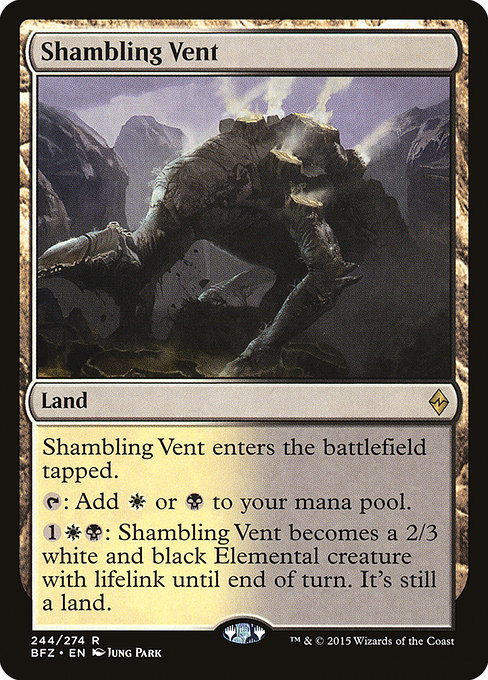 Shambling Vent
Land
Shambling Vent enters the battlefield
tapped.
: Add or to your mana pool.
1 : Shambling Vent becomes a 2/3
white and black Elemental creature
with lifelink until end of turn. It's still
a land.
244/274 R
BFZ • EN Jung Park
™ & © 2015 Wizards of the Coast